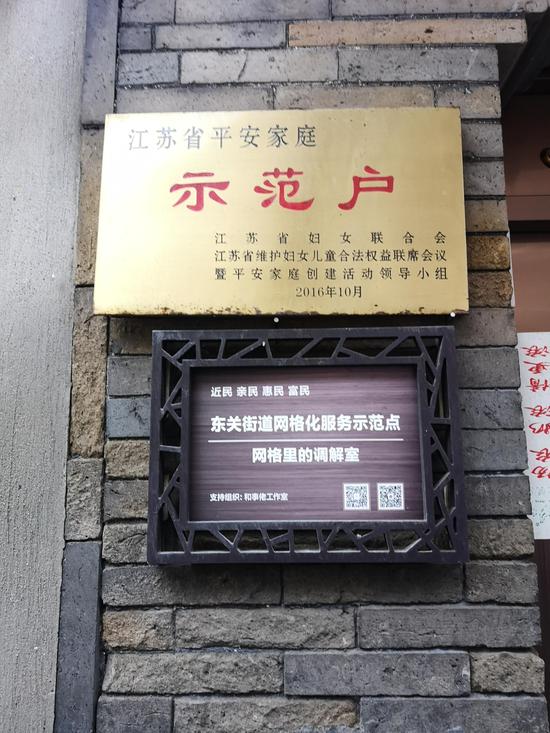 江苏省平安家庭
示范户
江苏省妇女联合会
江苏省维护妇女儿童合法权益联席会议
暨平安家庭创建活动领导小组
2016年10月
近民 亲民 惠民 富民
东关街道网格化服务示范点
网格里的调解室
支持组织：和事佬工作室